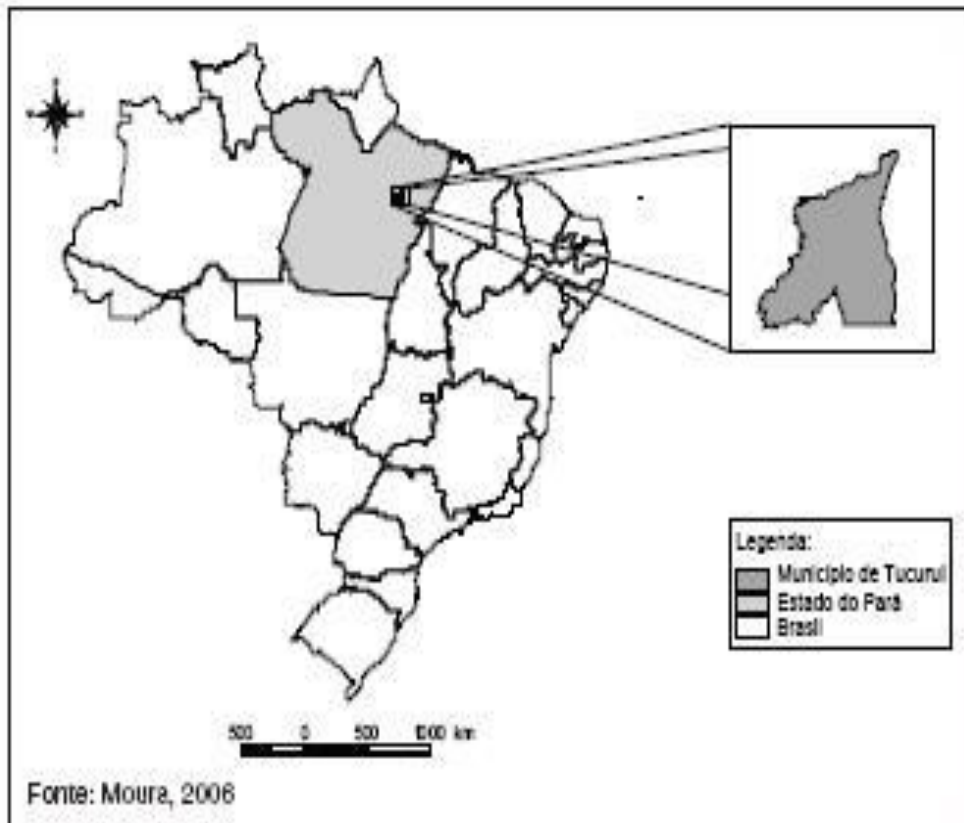 Legenda:
Município de Tucuruí
Estado do Pará
Brasil
500 0 500 1000 km
Fonte: Moura, 2006